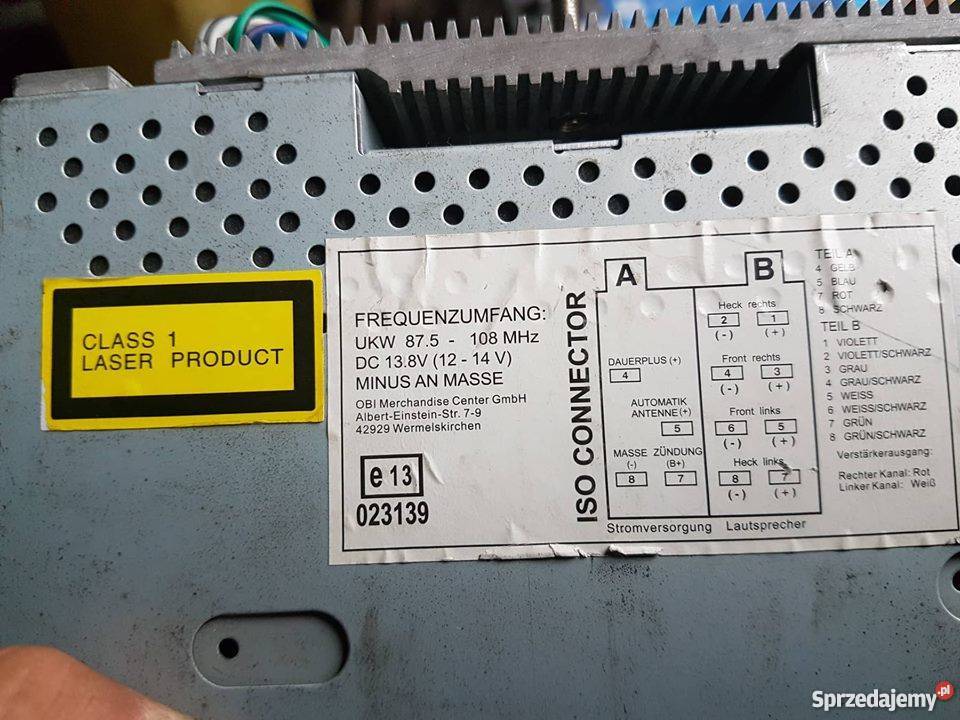 CLASS 1
LASER PRODUCT
FREQUENZUMFANG:
UKW 87.5 - 108 MHz
DC 13.8V (12 - 14 V)
MINUS AN MASSE
OBI Merchandise Center GmbH
Albert-Einstein-Str. 7-9
42929 Wermelskirchen
e 13
023139
ISO CONNECTOR
A
DAUERPLUS (+)
4
AUTOMATIK
ANTENNE(+)
5
MASSE ZÜNDUNG
(-) (B+)
8 7
Stromversorgung
B
Heck rechts
2 1
(-) (+)
Front rechts
4 3
(-) (+)
Front links
6 5
(-) (+)
Heck links
8 7
(-) (+)
Lautsprecher
TEIL A
4 GELB
5 BLAU
7 ROT
8 SCHWARZ
TEIL B
1 VIOLETT
2 VIOLETT/SCHWARZ
3 GRAU
4 GRAU/SCHWARZ
5 WEISS
6 WEISS/SCHWARZ
7 GRÜN
8 GRÜN/SCHWARZ
Verstärkerausgang:
Rechter Kanal: Rot
Linker Kanal: Weiß
Sprzedajemy.pl